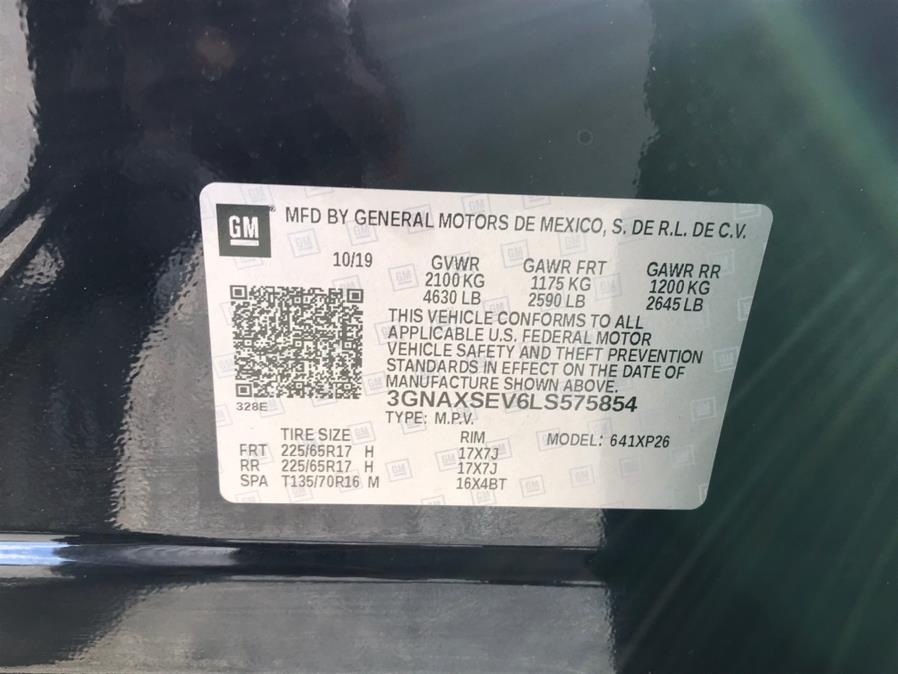 GM MFD BY GENERAL MOTORS DE MEXICO, S. DE R.L. DE C.V.
10/19 GVWR GAWR FRT GAWR RR
2100 KG 1175 KG 1200 KG
4630 LB 2590 LB 2645 LB
THIS VEHICLE CONFORMS TO ALL
APPLICABLE U.S. FEDERAL MOTOR
VEHICLE SAFETY AND THEFT PREVENTION
STANDARDS IN EFFECT ON THE DATE OF
MANUFACTURE SHOWN ABOVE.
328E 3GNAXSEV6LS575854
TYPE: M.P.V.
TIRE SIZE RIM MODEL: 641XP26
FRT 225/65R17 H 17X7J
RR 225/65R17 H 17X7J
SPA T135/70R16 M 16X4BT